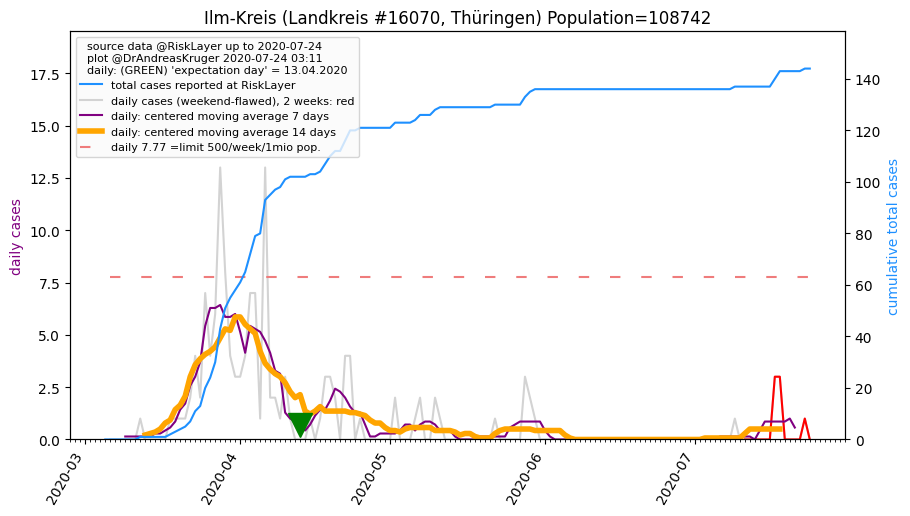 Ilm-Kreis (Landkreis #16070, Thüringen) Population=108742
source data @RiskLayer up to 2020-07-24
plot @DrAndreasKruger 2020-07-24 03:11
daily: (GREEN) 'expectation day' = 13.04.2020
total cases reported at RiskLayer
daily cases (weekend-flawed), 2 weeks: red
daily: centered moving average 7 days
daily: centered moving average 14 days
daily 7.77 =limit 500/week/1mio pop.
daily cases
17.5
15.0
12.5
10.0
7.5
5.0
2.5
0.0
cumulative total cases
140
120
100
80
60
40
20
0
2020-03
2020-04
2020-05
2020-06
2020-07